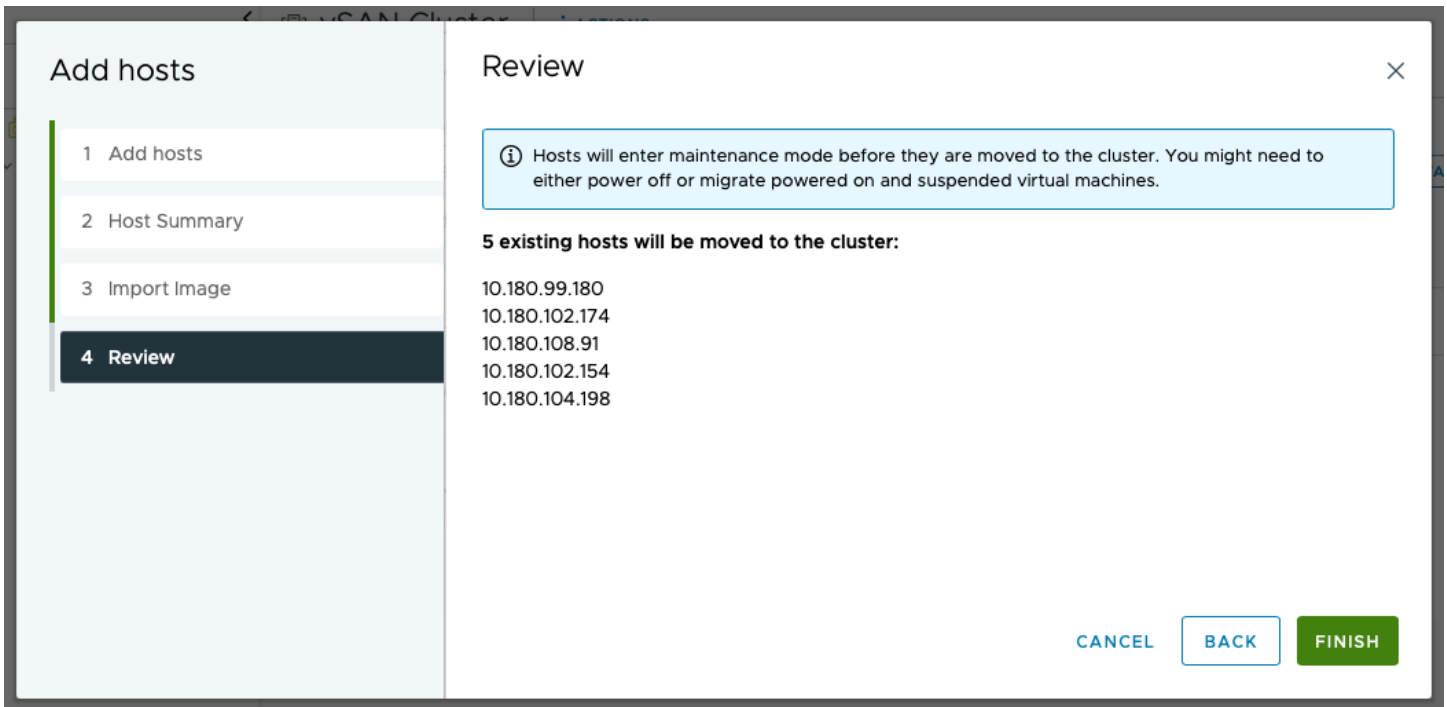 vSAN Cluster
ACTIONS
Add hosts
1 Add hosts
2 Host Summary
3 Import Image
4 Review
Review
Hosts will enter maintenance mode before they are moved to the cluster. You might need to
either power off or migrate powered on and suspended virtual machines.
5 existing hosts will be moved to the cluster:
10.180.99.180
10.180.102.174
10.180.108.91
10.180.102.154
10.180.104.198
CANCEL
BACK
FINISH